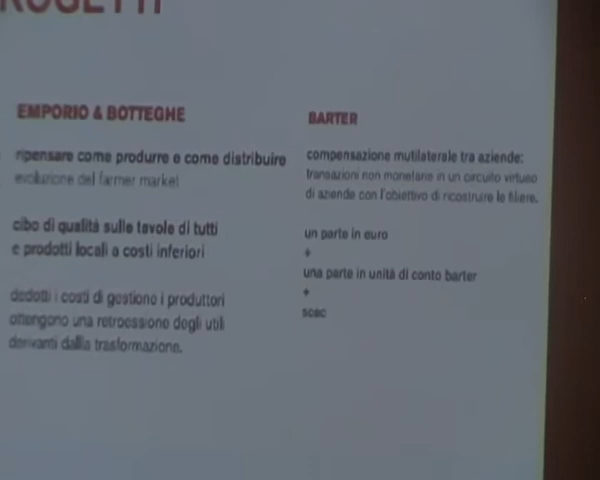 ROGETTI
EMPORIO & BOTTEGHE
ripensare come produrre e come distribuire
evoluzione del farmer market
cibo di qualità sulle tavole di tutti
e prodotti locali a costi inferiori
dedotti i costi di gestione i produttori
ottengono una retrocessione degli utili
derivanti dalla trasformazione.
BARTER
compensazione mutilaterale tra aziende:
transazioni non monetarie in un circuito virtuoso
di aziende con l'obiettivo di ricostruire le filiere.
un parte in euro
+
una parte in unità di conto barter
+
scec